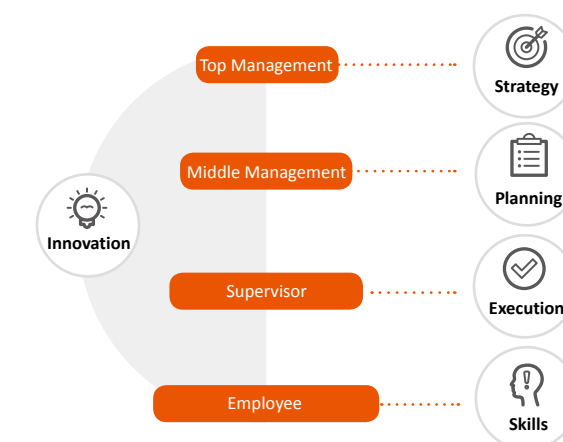 Top Management
Strategy
Middle Management
Planning
Innovation
Supervisor
Execution
Employee
Skills